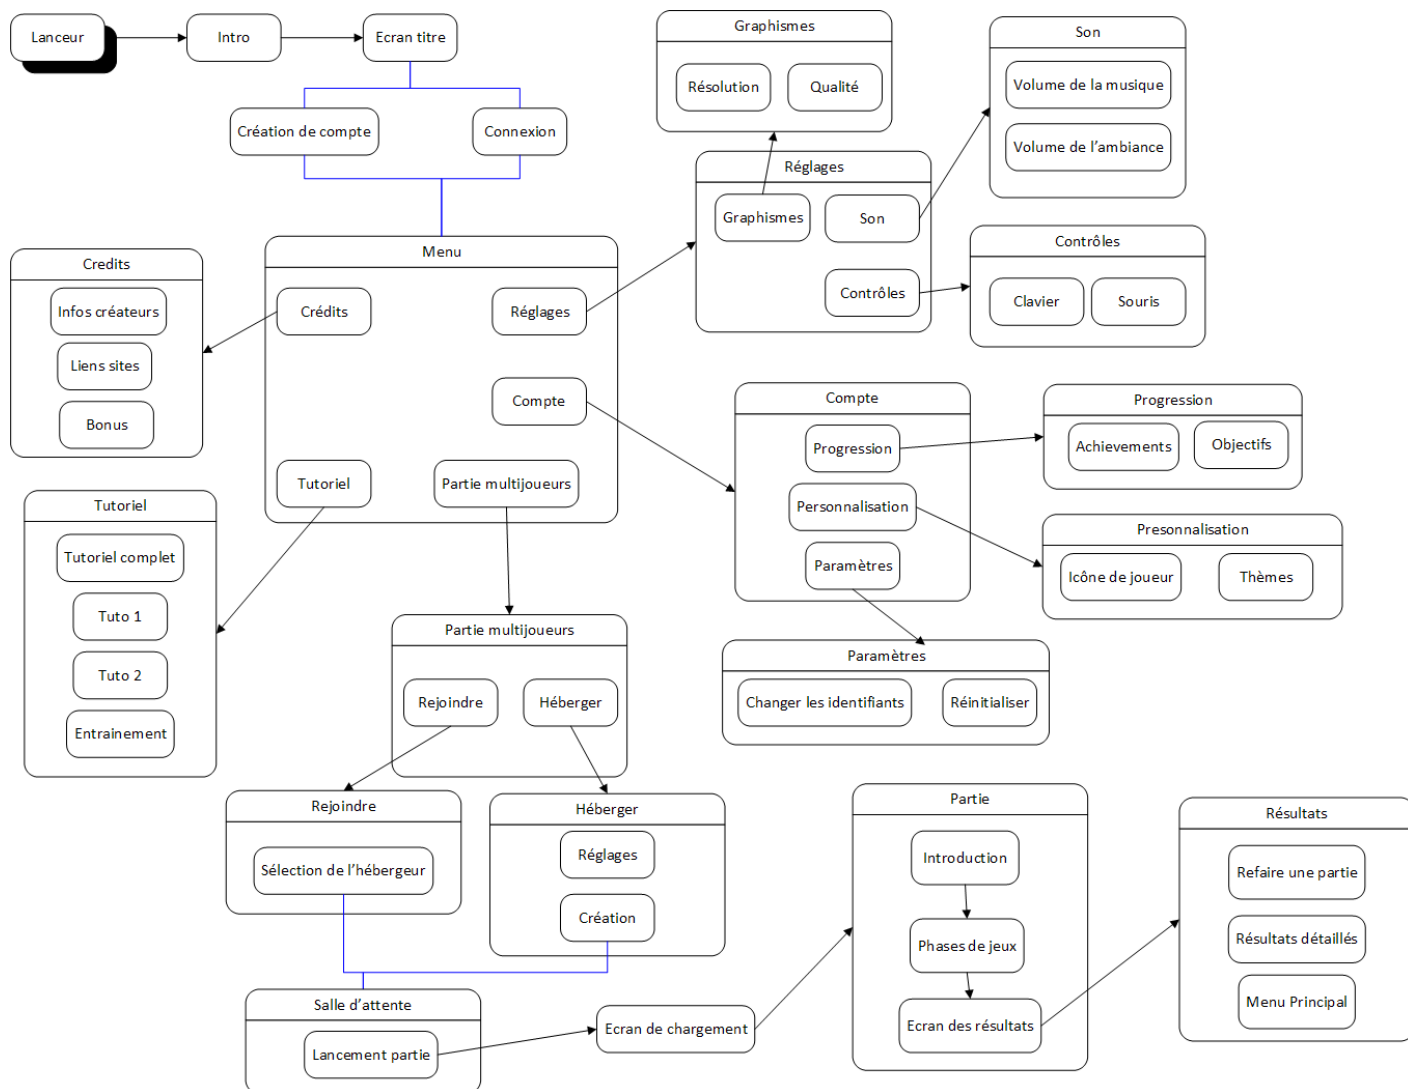 Lanceur
Intro
Ecran titre
Création de compte
Connexion
Graphismes
Résolution
Qualité
Son
Volume de la musique
Volume de l'ambiance
Réglages
Graphismes
Son
Contrôles
Contrôles
Clavier
Souris
Menu
Crédits
Réglages
Compte
Tutoriel
Partie multijoueurs
Credits
Infos créateurs
Liens sites
Bonus
Tutoriel
Tutoriel complet
Tuto 1
Tuto 2
Entrainement
Compte
Progression
Personnalisation
Paramètres
Progression
Achievements
Objectifs
Presonnalisation
Icône de joueur
Thèmes
Paramètres
Changer les identifiants
Réinitialiser
Partie multijoueurs
Rejoindre
Héberger
Rejoindre
Sélection de l'hébergeur
Héberger
Réglages
Création
Salle d'attente
Lancement partie
Ecran de chargement
Partie
Introduction
Phases de jeux
Ecran des résultats
Résultats
Refaire une partie
Résultats détaillés
Menu Principal